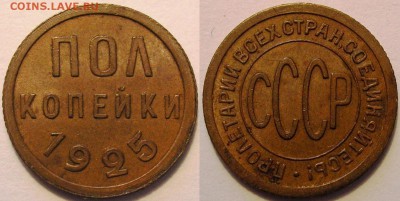 COINS.LAVE.RU
ПОЛ
КОПЕЙКИ
1925
ПРОЛЕТАРИИ ВСЕХ СТРАН, СОЕДИНЯЙТЕСЬ!
СССР